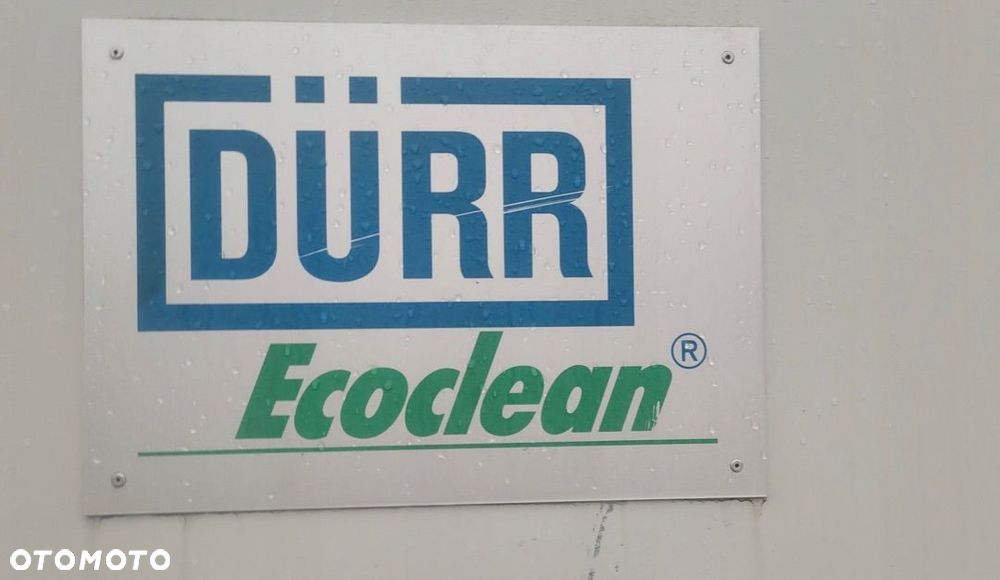 DÜRR
Ecoclean ®
OTOMOTO